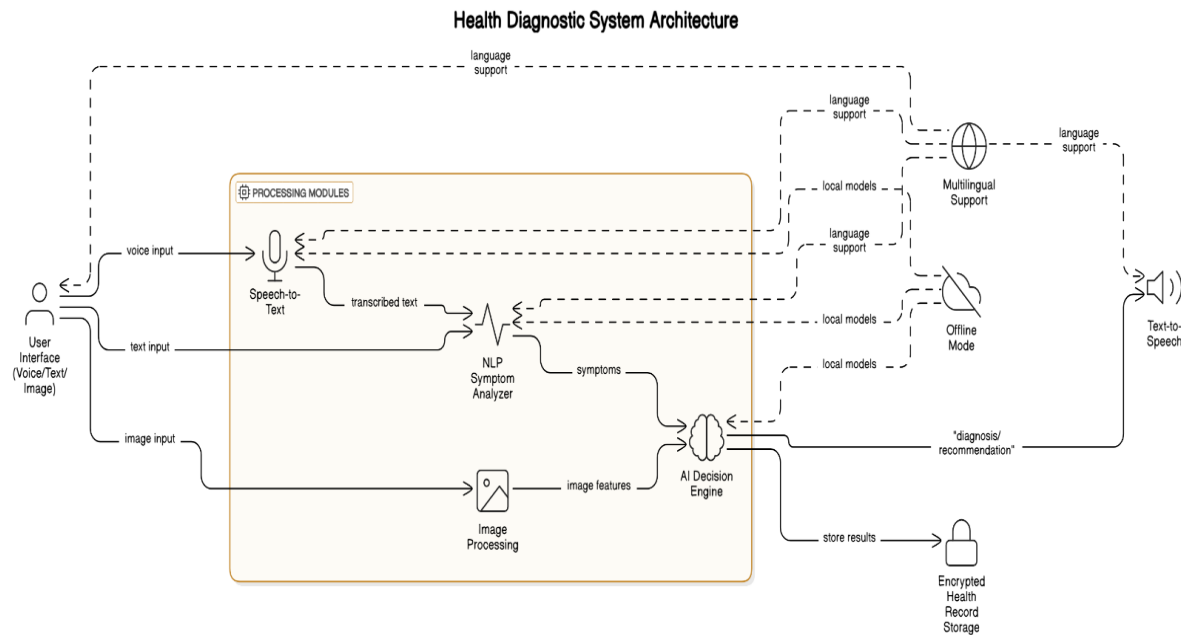 Health Diagnostic System Architecture
language
support
language
support
language
support
Multilingual
Support
PROCESSING MODULES
local models
voice input
language
support
Speech-to-
Text
transcribed text
User
Interface
(Voice/Text/
Image)
text input
NLP
Symptom
Analyzer
local models
Offline
Mode
Text-to-
Speech
symptoms
local models
image input
"diagnosis/
recommendation"
AI Decision
Engine
image features
Image
Processing
store results
Encrypted
Health
Record
Storage